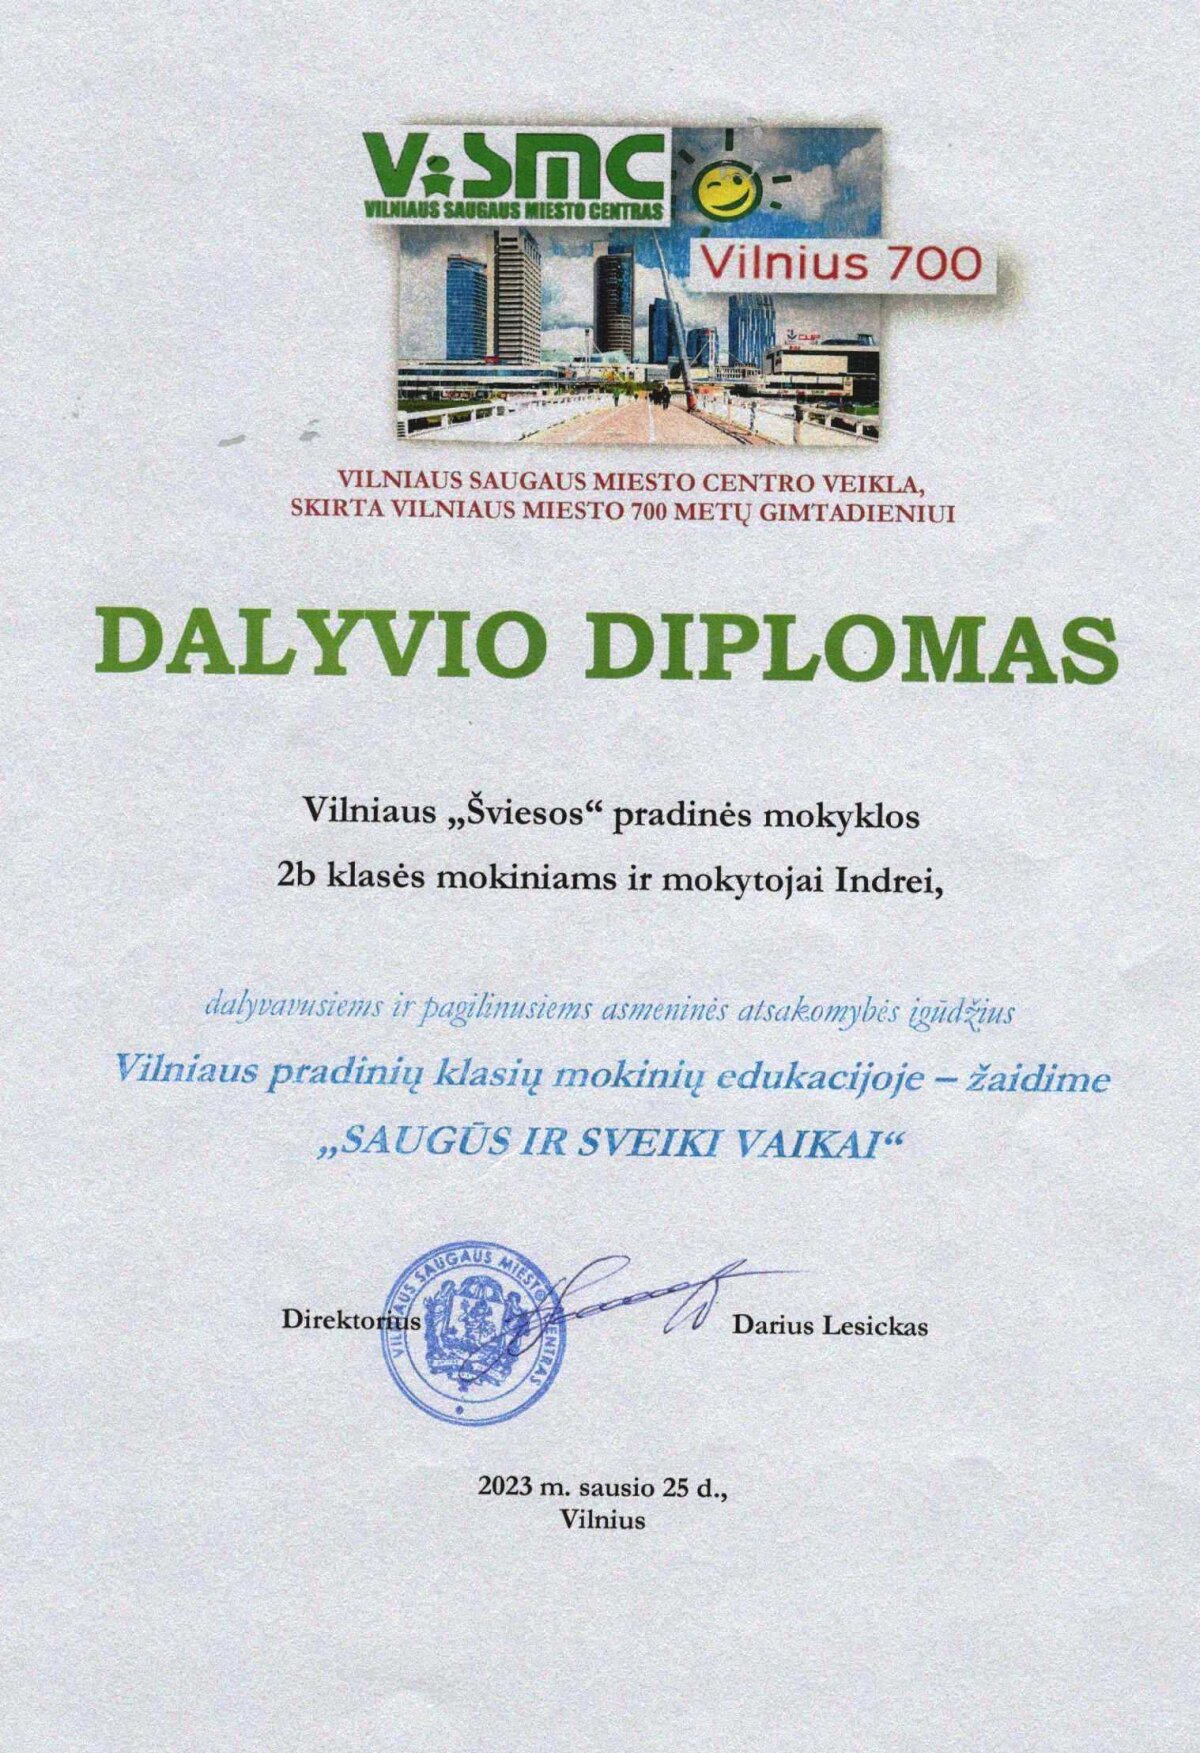 ViSMC
VILNIAUS SAUGAUS MIESTO CENTRAS
Vilnius 700
CUP
VILNIAUS SAUGAUS MIESTO CENTRO VEIKLA,
SKIRTA VILNIAUS MIESTO 700 METŲ GIMTADIENIUI
DALYVIO DIPLOMAS
Vilniaus „Šviesos“ pradinės mokyklos
2b klasės mokiniams ir mokytojai Indrei,
dalyvavusiems ir pagilinusiems asmeninės atsakomybės įgūdžius
Vilniaus pradinių klasių mokinių edukacijoje – žaidime
„SAUGŪS IR SVEIKI VAIKAI“
VILNIAUS SAUGAUS MIESTO CENTRAS
Direktorius Darius Lesickas
2023 m. sausio 25 d.,
Vilnius